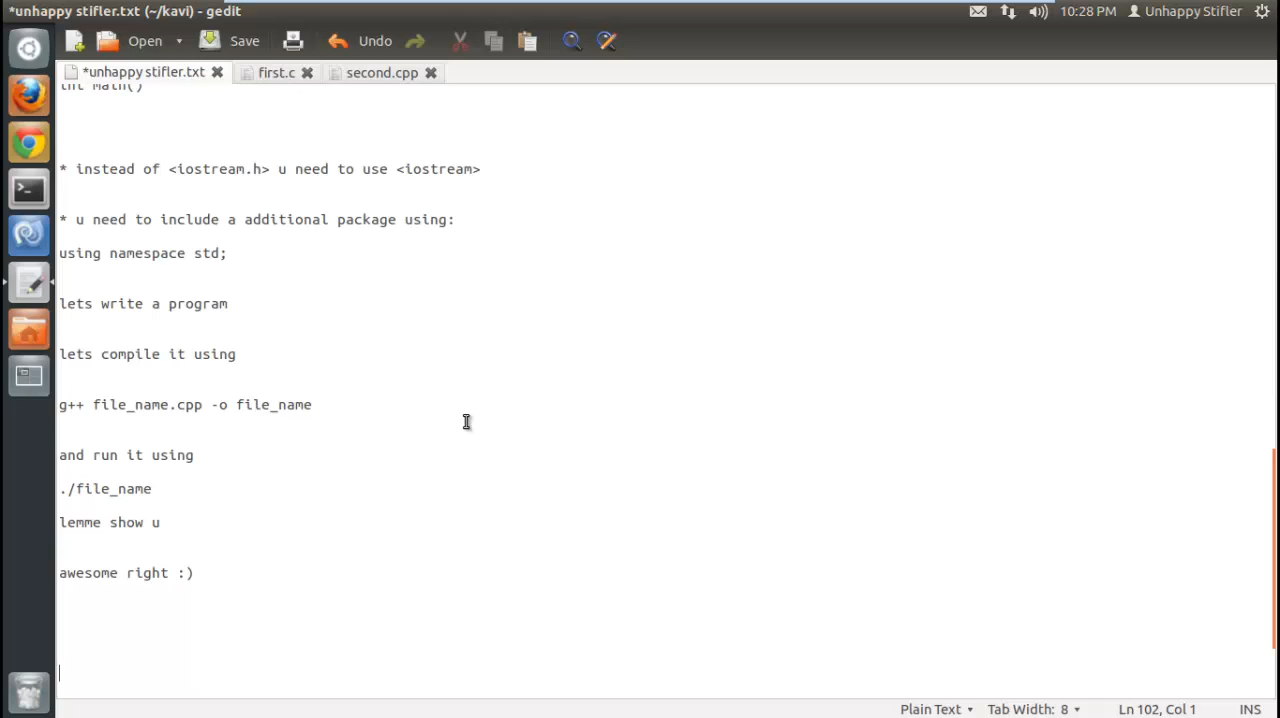 *unhappy stifler.txt (~/kavi) - gedit
10:28 PM Unhappy Stifler
Open Save Undo
*unhappy stifler.txt first.c second.cpp
int Main()
* instead of <iostream.h> u need to use <iostream>
* u need to include a additional package using:
using namespace std;
lets write a program
lets compile it using
g++ file_name.cpp -o file_name
and run it using
./file_name
lemme show u
awesome right :)
Plain Text Tab Width: 8 Ln 102, Col 1 INS